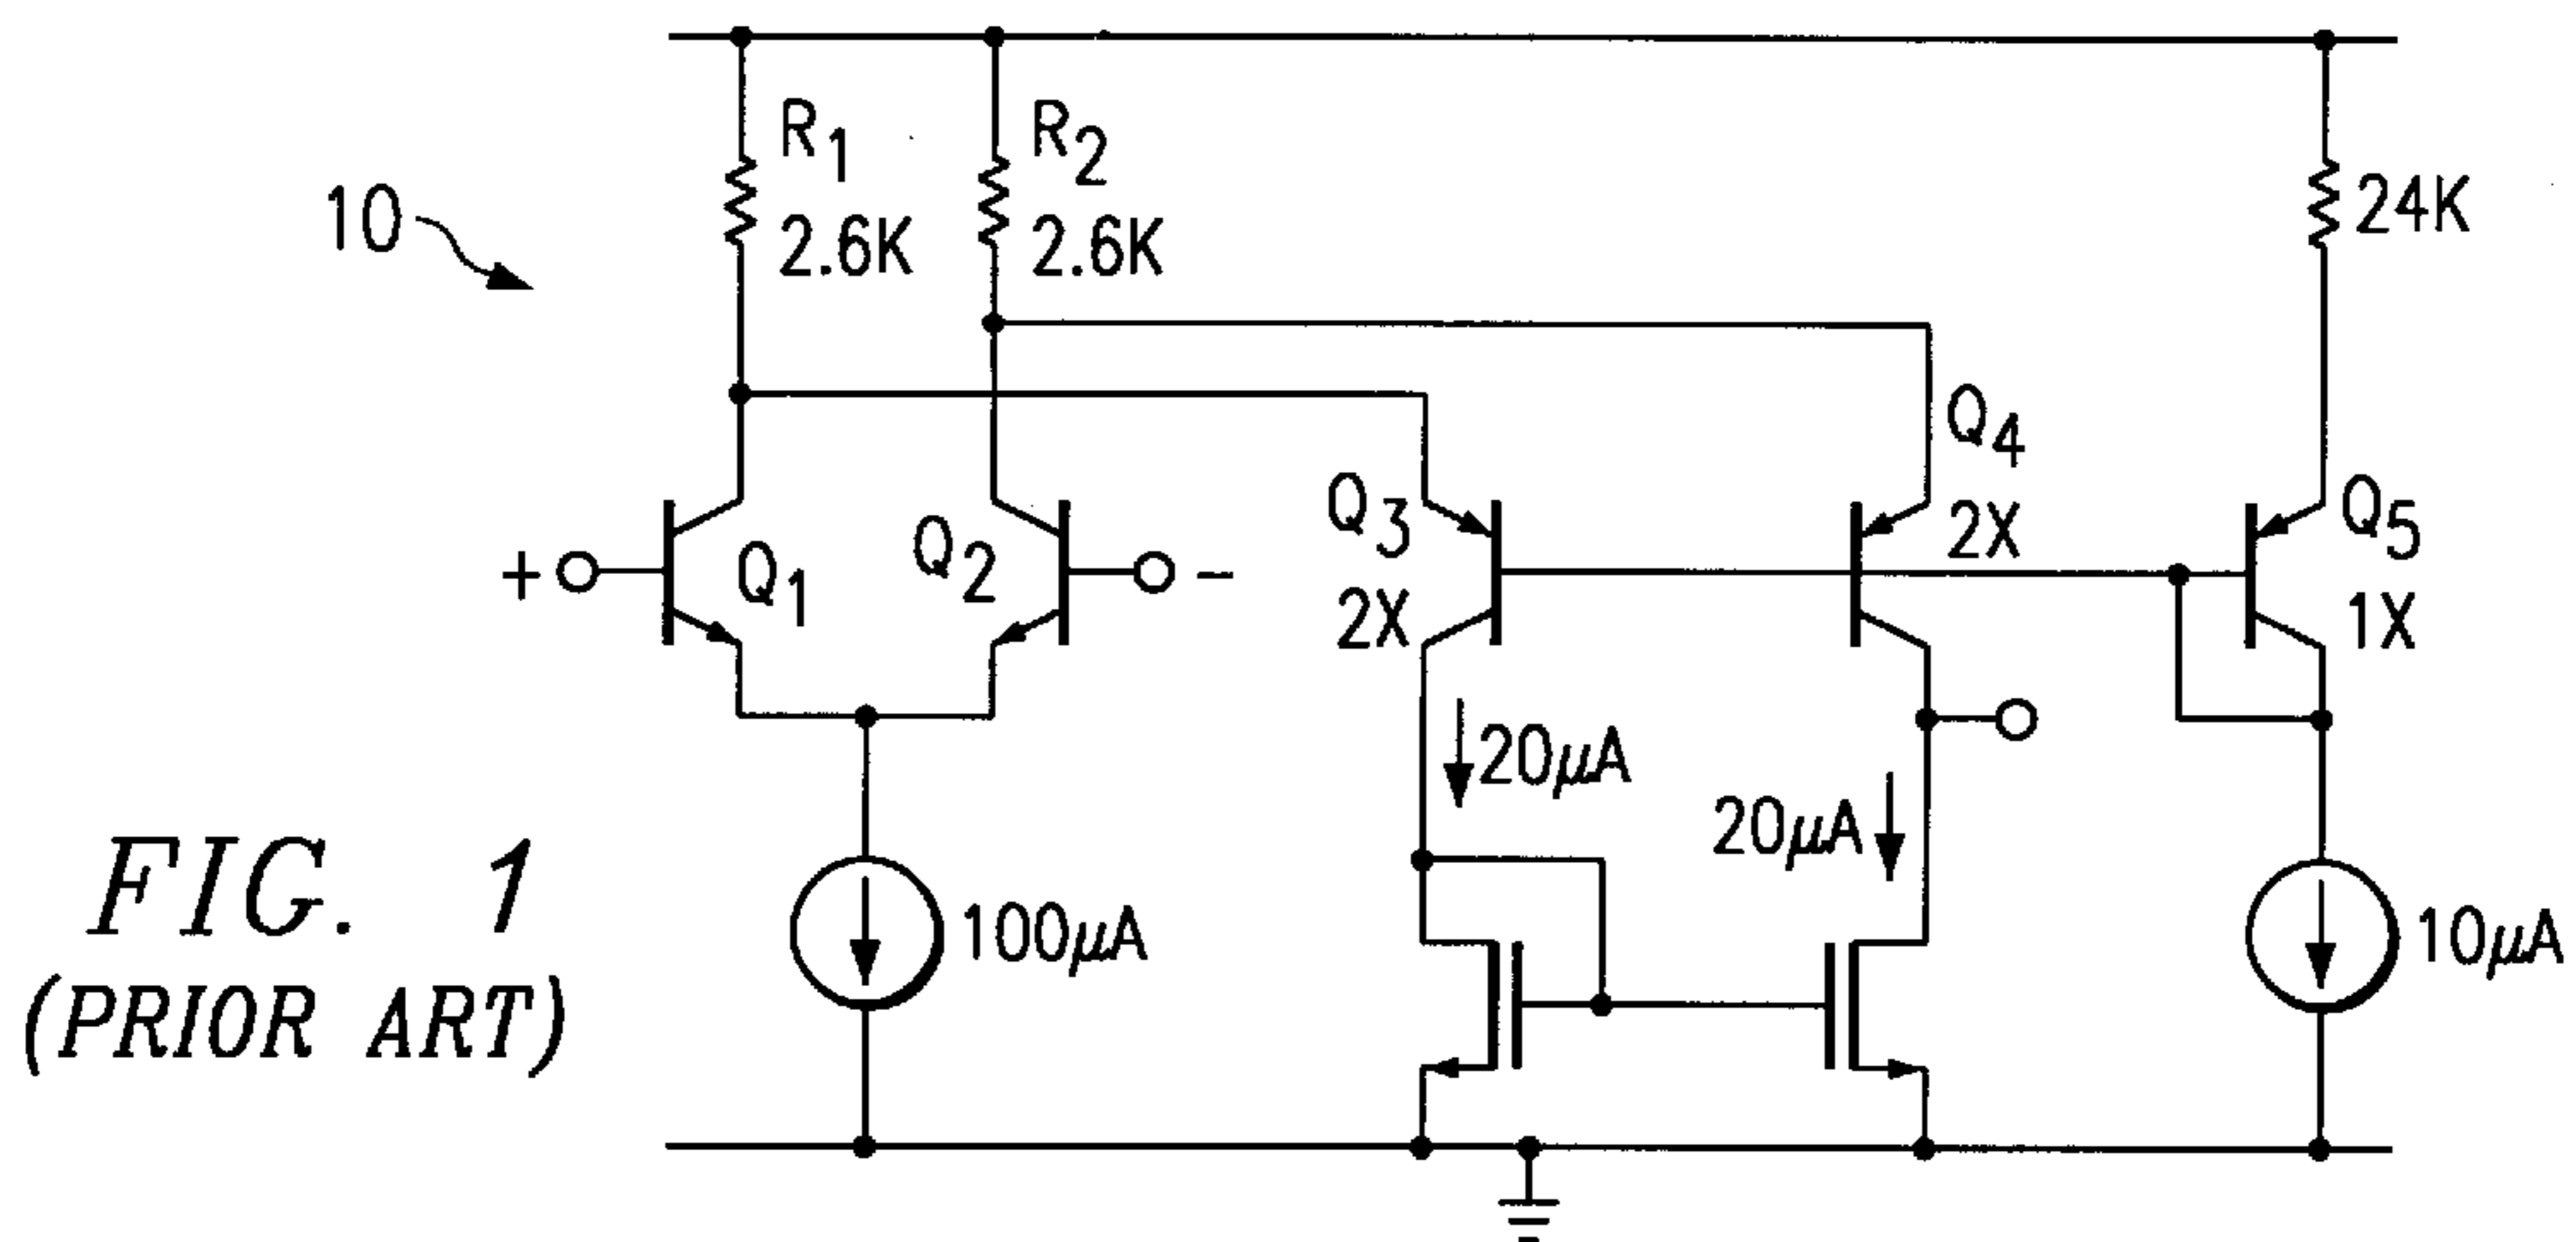 10
R1
2.6K
R2
2.6K
24K
+
Q1
Q2
-
Q3
2X
Q4
2X
Q5
1X
20μA
20μA
100μA
10μA
FIG. 1
(PRIOR ART)